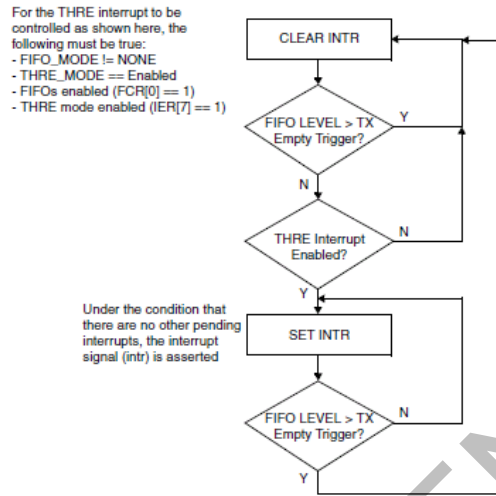 For the THRE interrupt to be
controlled as shown here, the
following must be true:
- FIFO_MODE != NONE
- THRE_MODE == Enabled
- FIFOs enabled (FCR[0] == 1)
- THRE mode enabled (IER[7] == 1)
CLEAR INTR
FIFO LEVEL > TX
Empty Trigger?
Y
N
THRE Interrupt
Enabled?
N
Y
Under the condition that
there are no other pending
interrupts, the interrupt
signal (intr) is asserted
SET INTR
FIFO LEVEL > TX
Empty Trigger?
N
Y